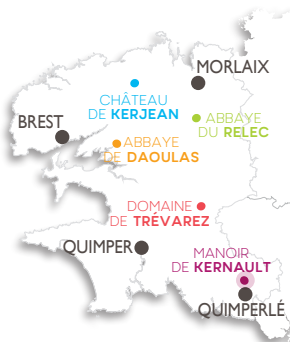 MORLAIX
CHÂTEAU
DE KERJEAN
ABBAYE
DU RELEC
BREST
ABBAYE
DE DAOULAS
DOMAINE
DE TRÉVAREZ
QUIMPER
MANOIR
DE KERNAULT
QUIMPERLÉ